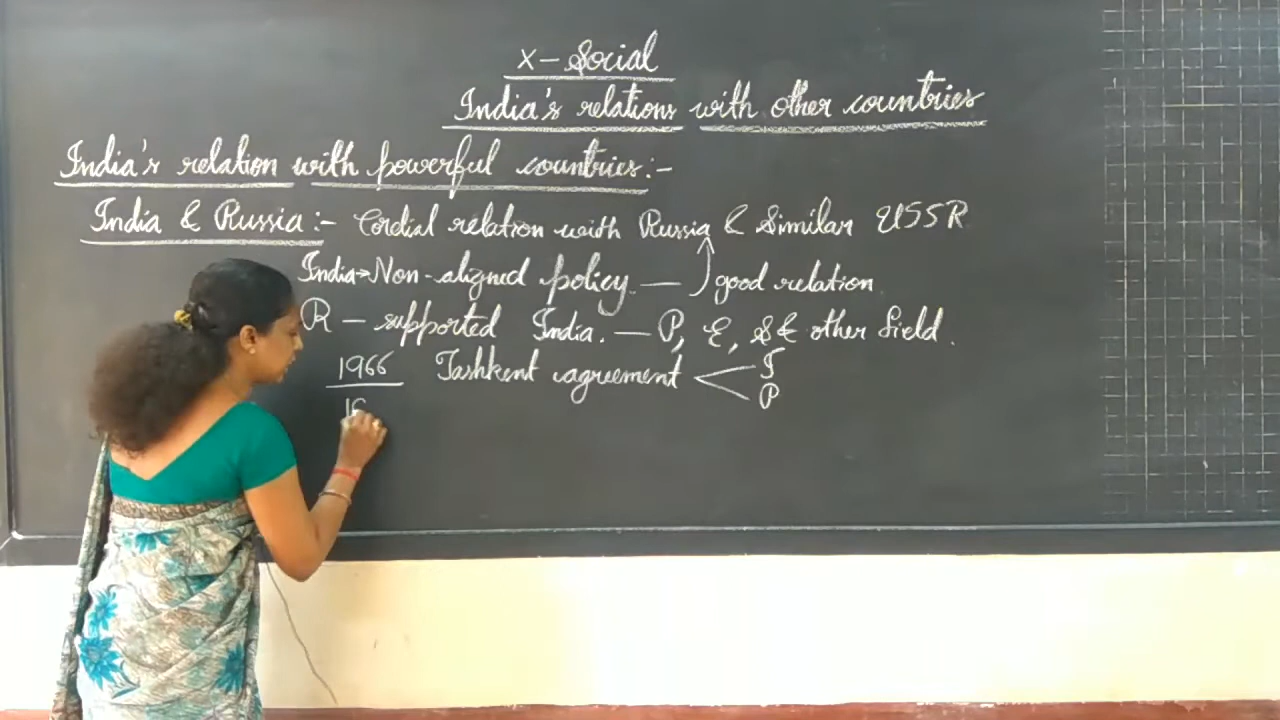 X - Social
India's relations with other countries
India's relation with powerful countries :-
India & Russia :- Cordial relation with Russia & Similar USSR
India → Non-aligned policy. — good relation
R - supported India. — P, E, S & other field.
1966 Tashkent agreement < I
P
19